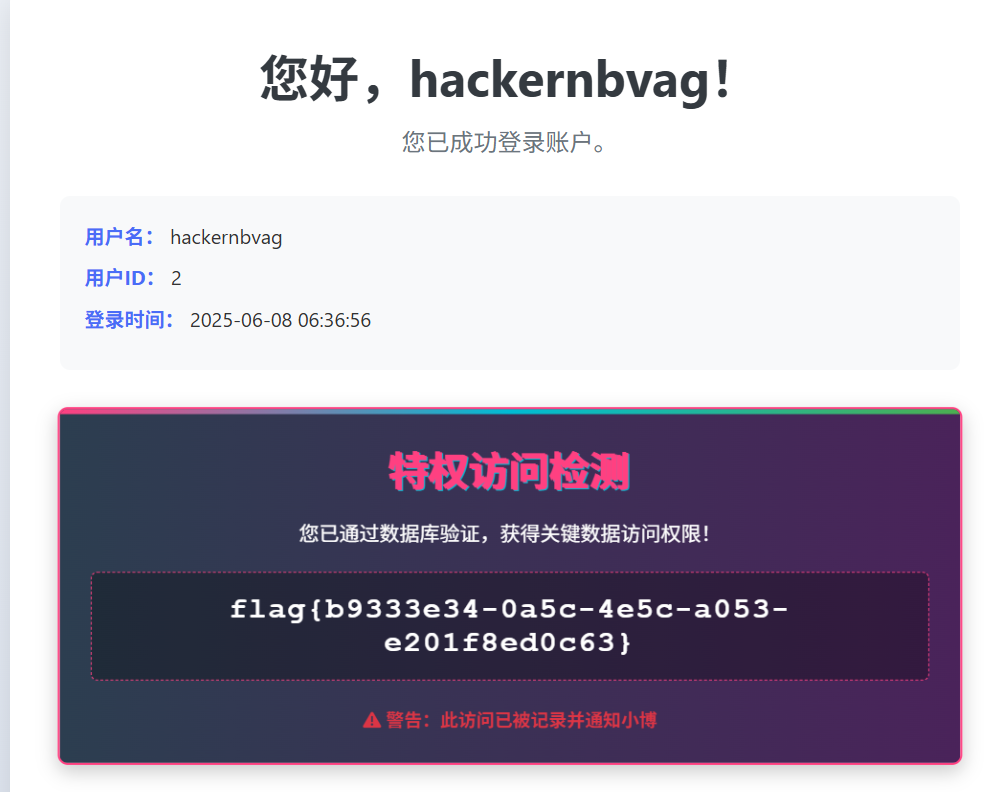 您好，hackernbvag！
您已成功登录账户。
用户名： hackernbvag
用户ID： 2
登录时间： 2025-06-08 06:36:56
特权访问检测
您已通过数据库验证，获得关键数据访问权限！
flag{b9333e34-0a5c-4e5c-a053-
e201f8ed0c63}
警告：此访问已被记录并通知小博